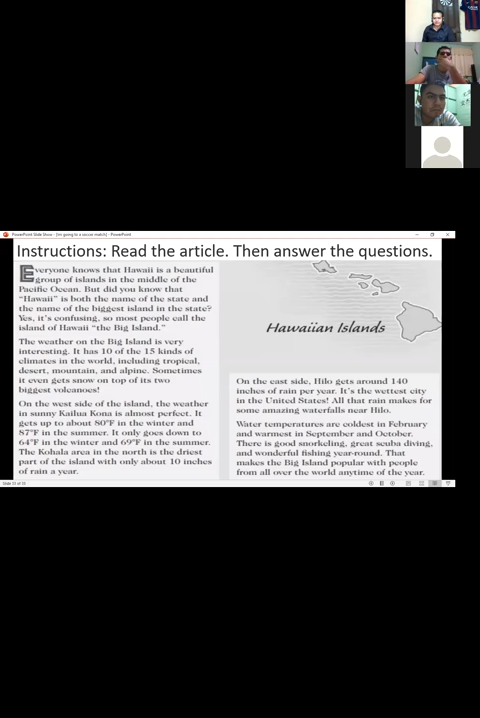 PowerPoint Slide Show - [Im going to a soccer match] - PowerPoint
Instructions: Read the article. Then answer the questions.
Everyone knows that Hawaii is a beautiful
group of islands in the middle of the
Pacific Ocean. But did you know that
"Hawaii" is both the name of the state and
the name of the biggest island in the state?
Yes, it's confusing, so most people call the
island of Hawaii "the Big Island."
The weather on the Big Island is very
interesting. It has 10 of the 15 kinds of
climates in the world, including tropical,
desert, mountain, and alpine. Sometimes
it even gets snow on top of its two
biggest volcanoes!
On the west side of the island, the weather
in sunny Kailua Kona is almost perfect. It
gets up to about 80°F in the winter and
87°F in the summer. It only goes down to
64°F in the winter and 69°F in the summer.
The Kohala area in the north is the driest
part of the island with only about 10 inches
of rain a year.
Hawaiian Islands
On the east side, Hilo gets around 140
inches of rain per year. It's the wettest city
in the United States! All that rain makes for
some amazing waterfalls near Hilo.
Water temperatures are coldest in February
and warmest in September and October.
There is good snorkeling, great scuba diving,
and wonderful fishing year-round. That
makes the Big Island popular with people
from all over the world anytime of the year.